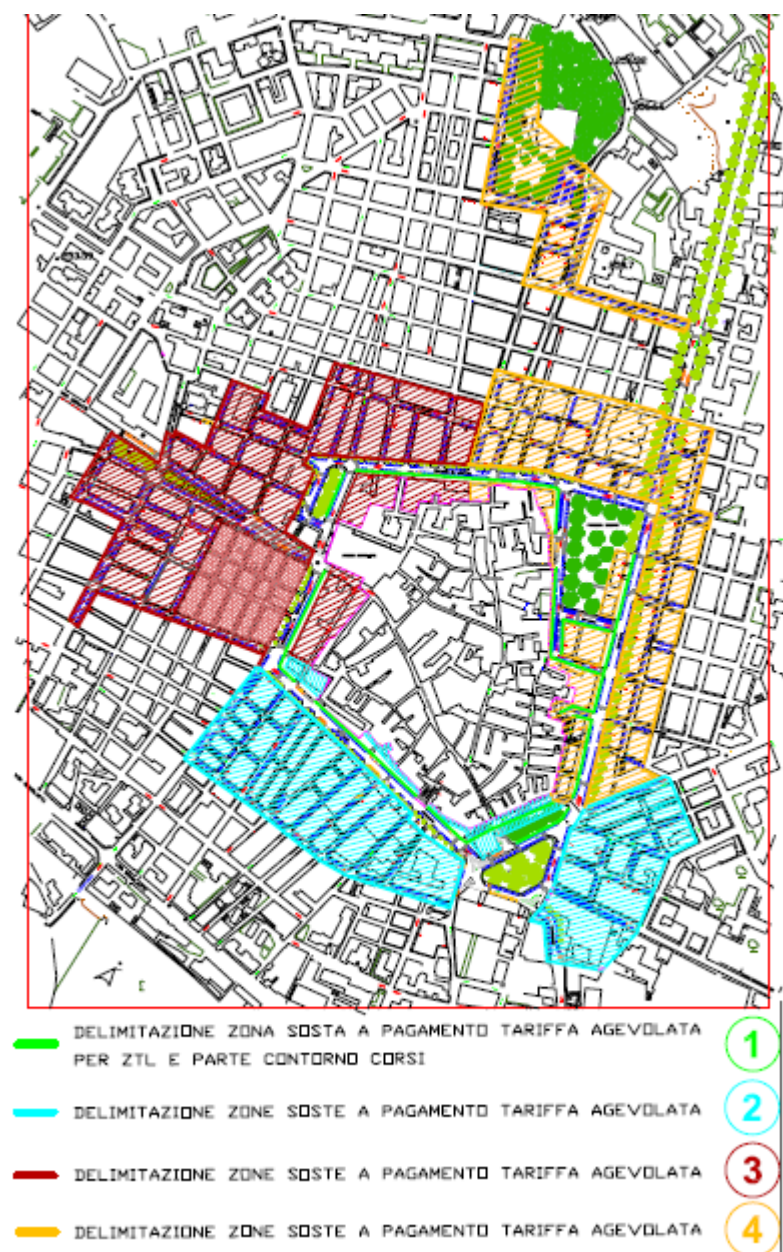 DELIMITAZIONE ZONA SOSTA A PAGAMENTO TARIFFA AGEVOLATA
1
PER ZTL E PARTE CONTORNO CORSI
DELIMITAZIONE ZONE SOSTE A PAGAMENTO TARIFFA AGEVOLATA
2
DELIMITAZIONE ZONE SOSTE A PAGAMENTO TARIFFA AGEVOLATA
3
DELIMITAZIONE ZONE SOSTE A PAGAMENTO TARIFFA AGEVOLATA
4